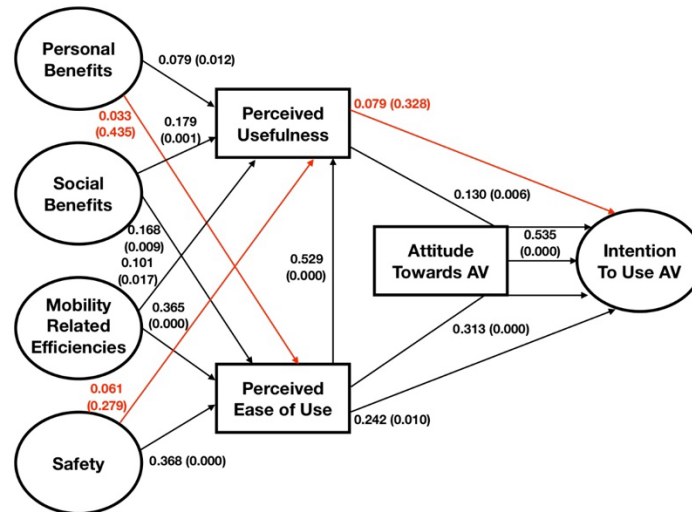 Personal
Benefits
0.079 (0.012)
0.033
(0.435)
0.179
(0.001)
Perceived
Usefulness
0.079 (0.328)
Social
Benefits
0.130 (0.006)
0.168
(0.009)
0.101
(0.017)
0.529
(0.000)
Attitude
Towards AV
0.535
(0.000)
Intention
To Use AV
Mobility
Related
Efficiencies
0.365
(0.000)
0.313 (0.000)
0.061
(0.279)
Perceived
Ease of Use
0.242 (0.010)
Safety
0.368 (0.000)